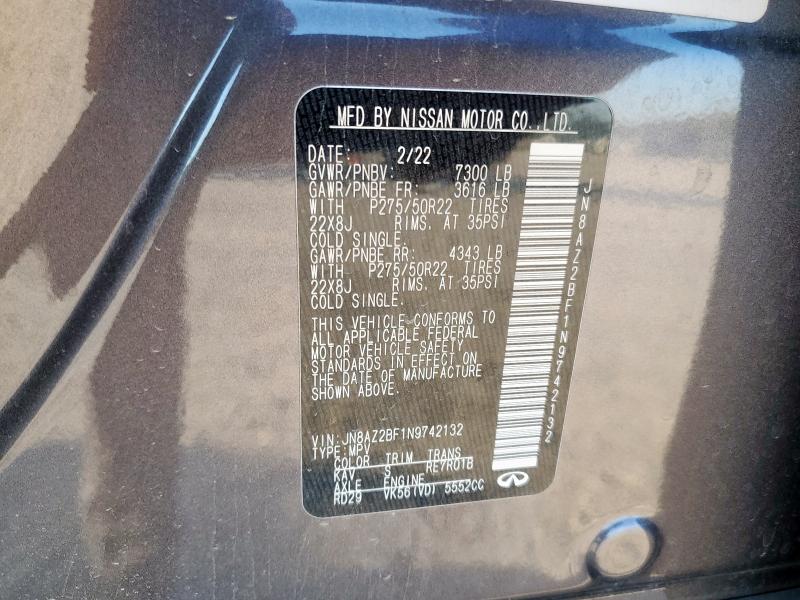 MFD BY NISSAN MOTOR CO.,LTD.
DATE: 2/22
GVWR/PNBV: 7300 LB
GAWR/PNBE FR: 3616 LB
WITH P275/50R22 TIRES
22X8J RIMS, AT 35PSI
COLD SINGLE.
GAWR/PNBE RR: 4343 LB
WITH P275/50R22 TIRES
22X8J RIMS, AT 35PSI
COLD SINGLE.
THIS VEHICLE CONFORMS TO
ALL APPLICABLE FEDERAL
MOTOR VEHICLE SAFETY
STANDARDS IN EFFECT ON
THE DATE OF MANUFACTURE
SHOWN ABOVE.
VIN:JN8AZ2BF1N9742132
TYPE:MPV
COLOR TRIM TRANS
KAV S RE7R01B
AXLE ENGINE
RD29 VK56(VD) 5552CC
JN8AZ2BF1N9742132